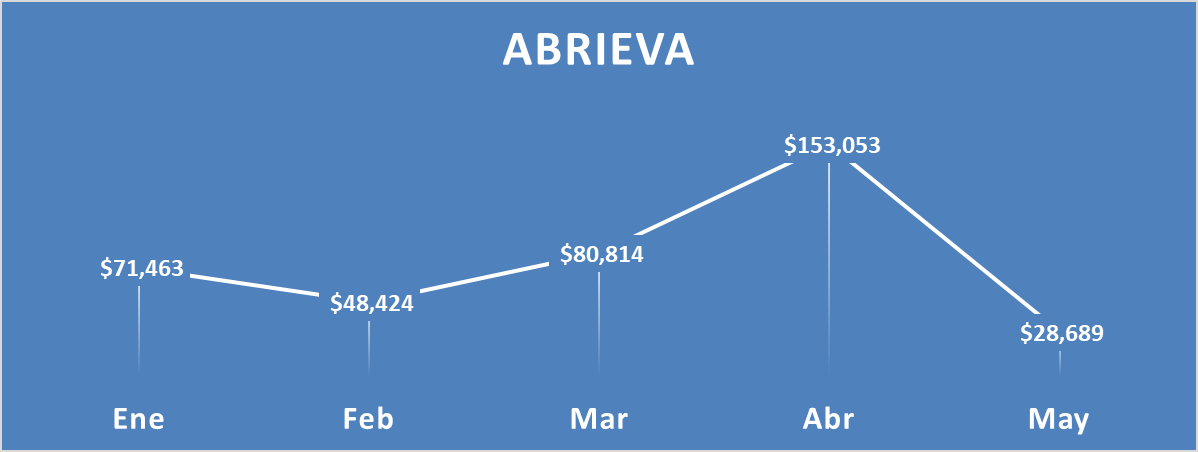 ABRIEVA
$153,053
$80,814
$71,463
$48,424
$28,689
Ene Feb Mar Abr May